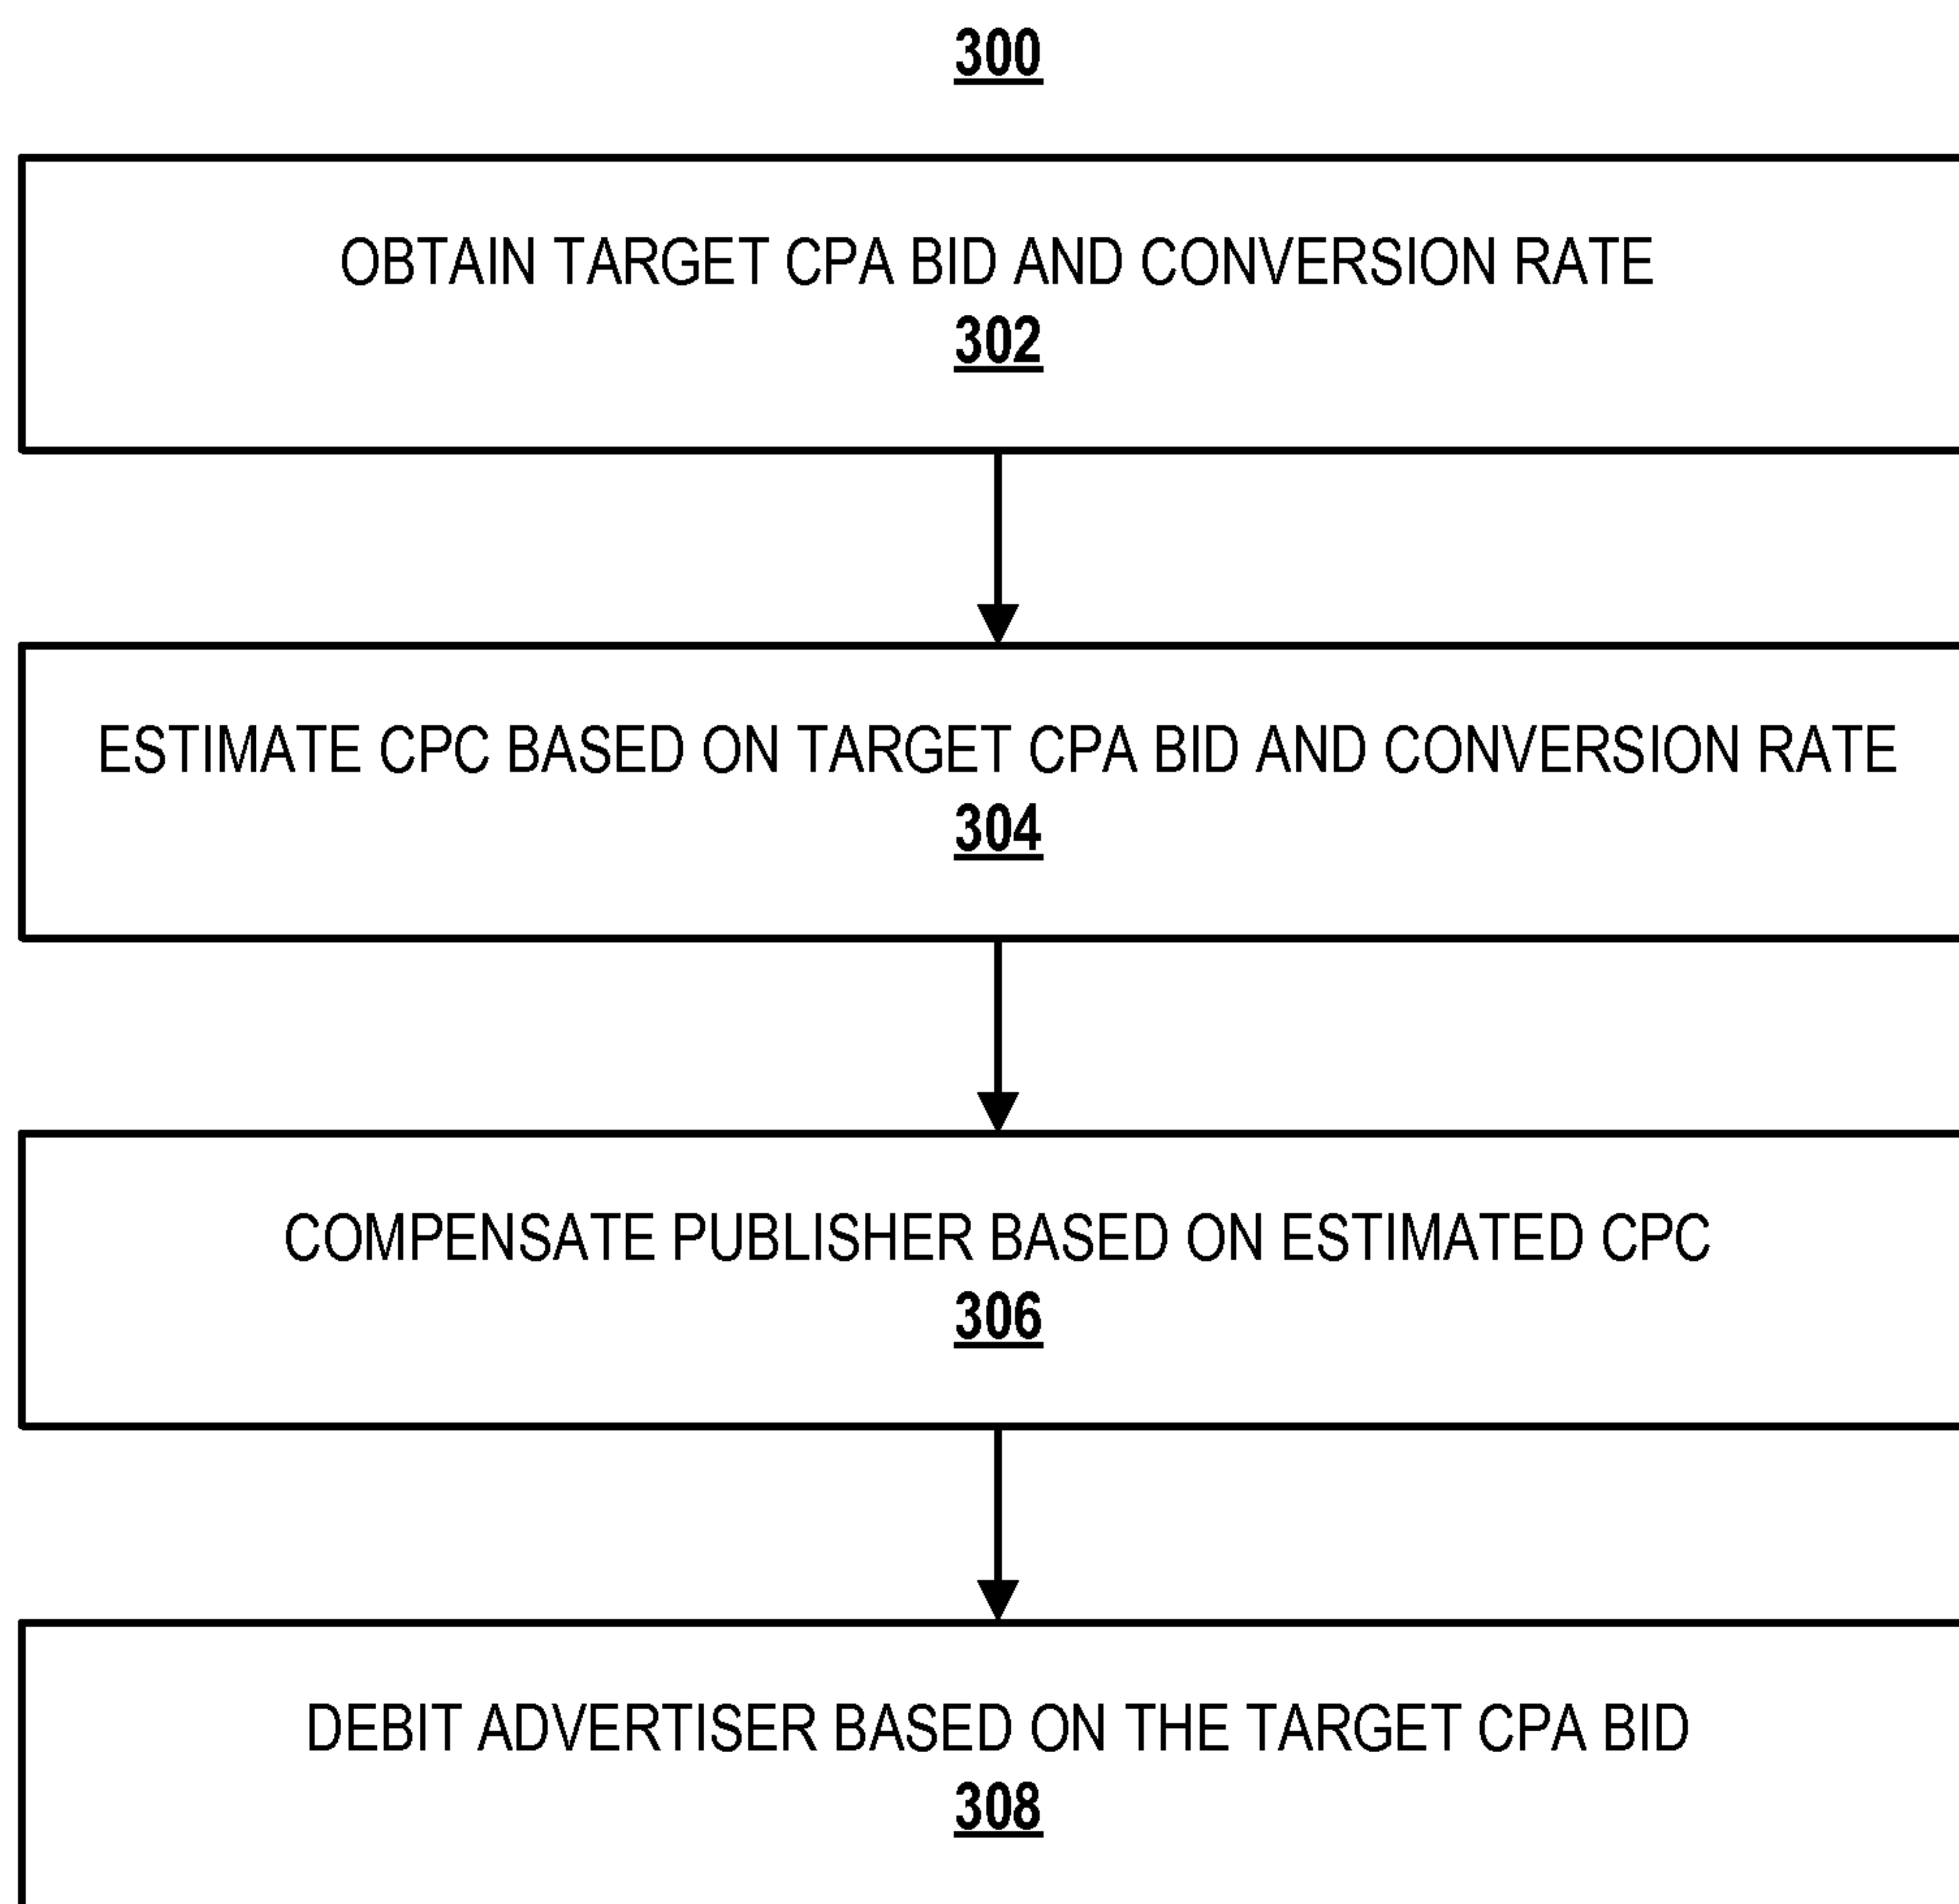 300
OBTAIN TARGET CPA BID AND CONVERSION RATE
302
ESTIMATE CPC BASED ON TARGET CPA BID AND CONVERSION RATE
304
COMPENSATE PUBLISHER BASED ON ESTIMATED CPC
306
DEBIT ADVERTISER BASED ON THE TARGET CPA BID
308